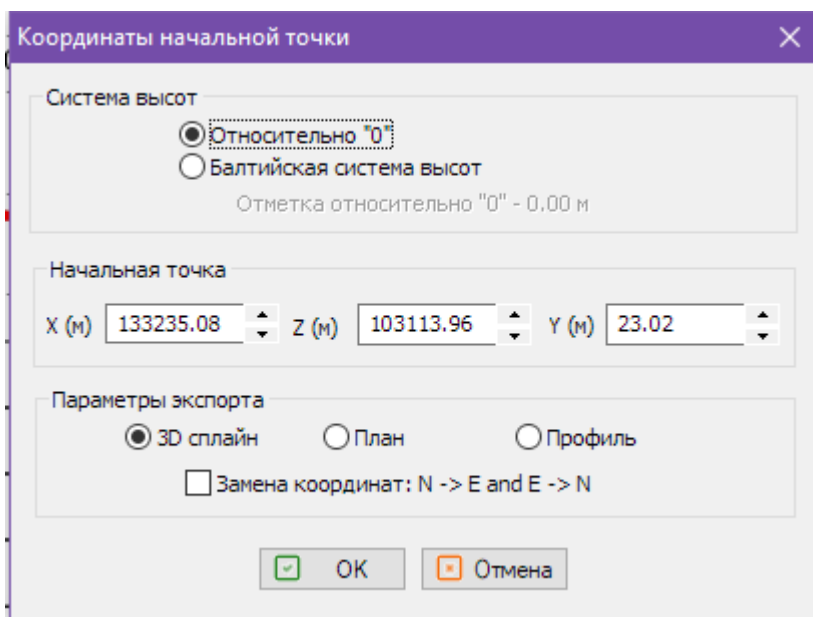 Координаты начальной точки
Система высот
Относительно "0"
Балтийская система высот
Отметка относительно "0" - 0.00 м
Начальная точка
X (м) 133235.08 Z (м) 103113.96 Y (м) 23.02
Параметры экспорта
3D сплайн План Профиль
Замена координат: N -> E and E -> N
OK Отмена